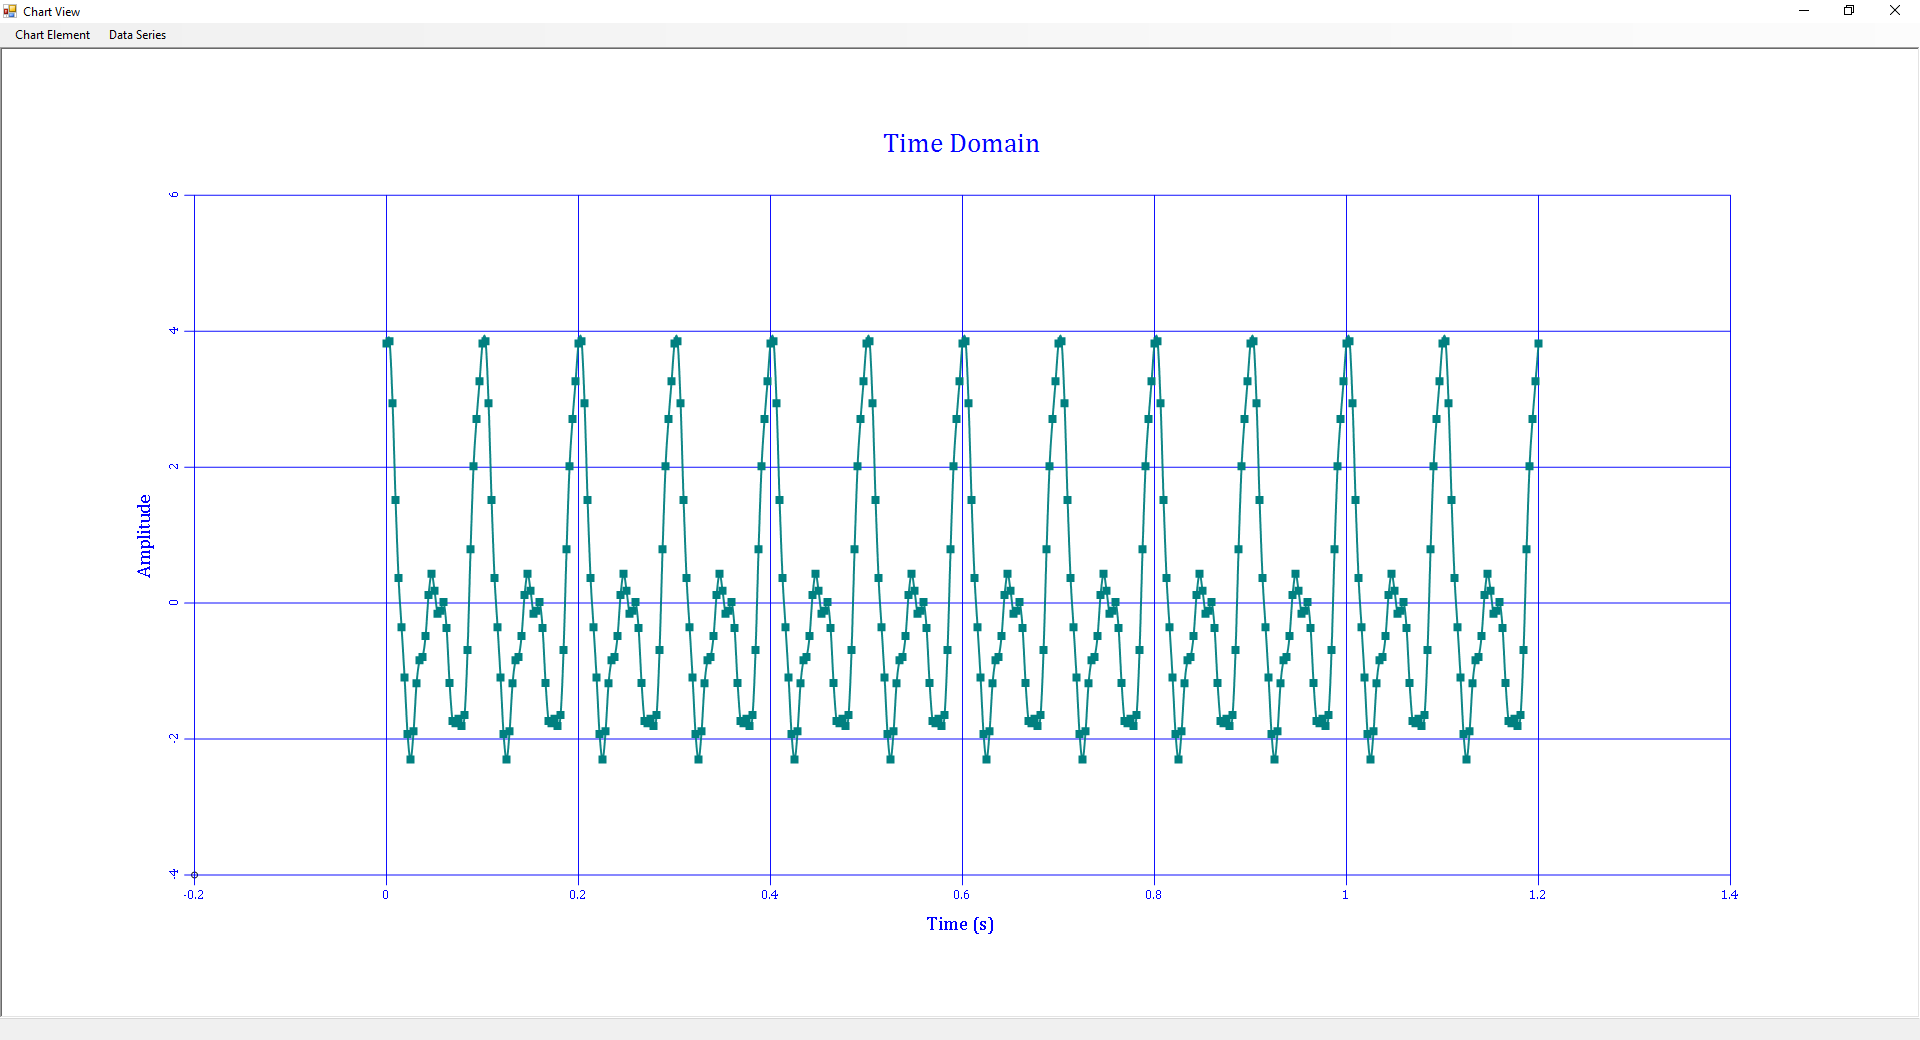 Chart View
Chart Element Data Series
Time Domain
6
4
2
0
-2
-4
Amplitude
-0.2 0 0.2 0.4 0.6 0.8 1 1.2 1.4
Time (s)